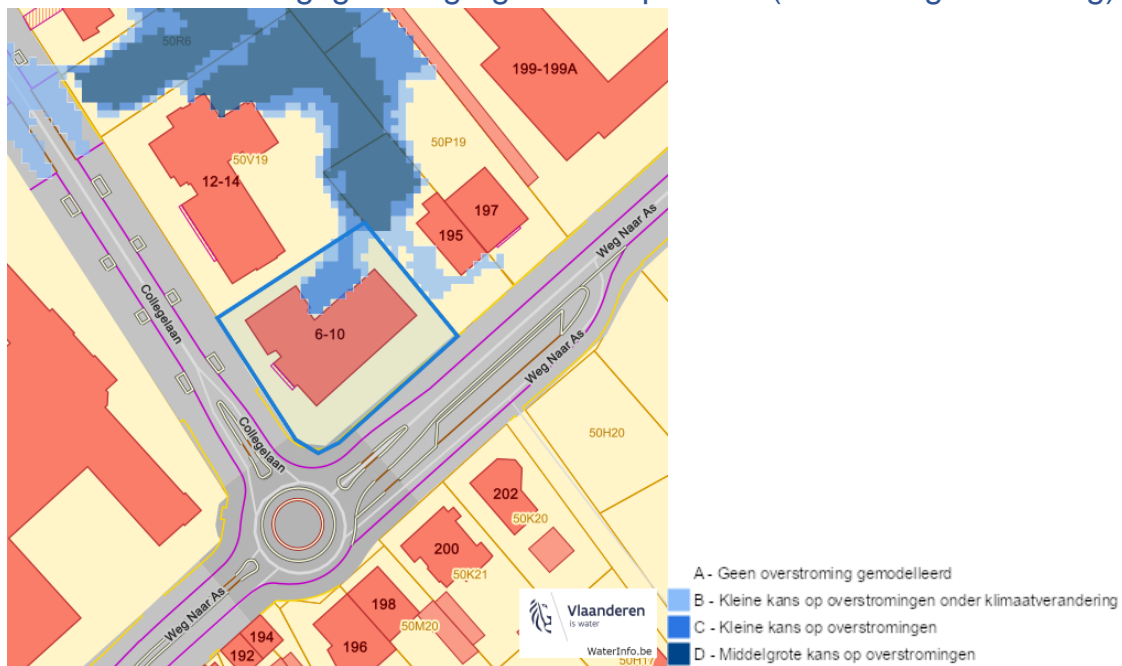 50R6
199-199A
50P19
50V19
12-14
197
195
Weg Naar As
Collegelaan
6-10
Weg Naar As
Collegelaan
50H20
202
50K20
200
50K21
198
50M20
196
194
192
Weg Naar As
50H17
Vlaanderen
is water
WaterInfo.be
A - Geen overstroming gemodelleerd
B - Kleine kans op overstromingen onder klimaatverandering
C - Kleine kans op overstromingen
D - Middelgrote kans op overstromingen